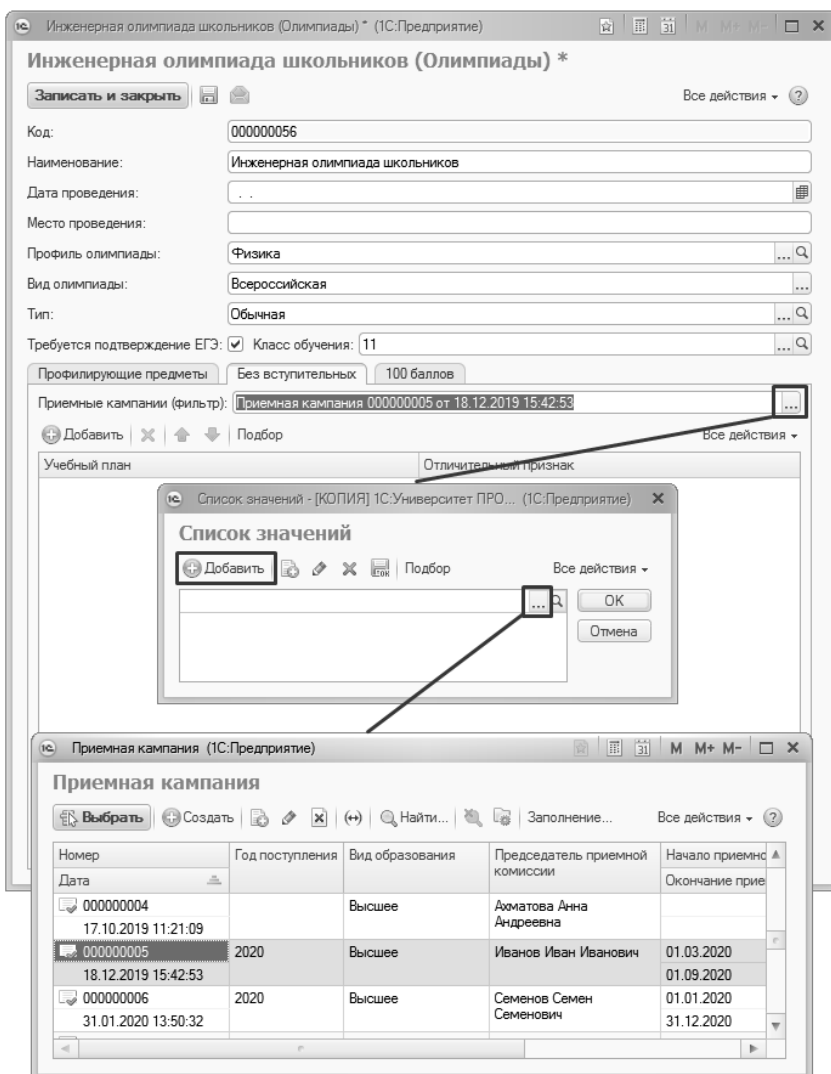 Инженерная олимпиада школьников (Олимпиады) * (1С:Предприятие)
31 M M+ M-
Инженерная олимпиада школьников (Олимпиады) *
Записать и закрыть Все действия ?
Код: 000000056
Наименование: Инженерная олимпиада школьников
Дата проведения: . .
Место проведения:
Профиль олимпиады: Физика ...
Вид олимпиады: Всероссийская ...
Тип: Обычная ...
Требуется подтверждение ЕГЭ: Класс обучения: 11 ...
Профилирующие предметы Без вступительных 100 баллов
Приемные кампании (фильтр): Приемная кампания 000000005 от 18.12.2019 15:42:53 ...
Добавить Подбор Все действия
Учебный план Отличительный признак
1С Список значений - [КОПИЯ] 1С:Университет ПРО... (1С:Предприятие)
Список значений
Добавить Подбор Все действия
... ОК
Отмена
1С Приемная кампания (1С:Предприятие) 31 M M+ M-
Приемная кампания
Выбрать Создать Найти... Заполнение... Все действия ?
Номер Год поступления Вид образования Председатель приемной комиссии Начало приемнс
Дата Окончание прие
000000004 Высшее Ахматова Анна Андреевна
17.10.2019 11:21:09
000000005 2020 Высшее Иванов Иван Иванович 01.03.2020
18.12.2019 15:42:53 01.09.2020
000000006 2020 Высшее Семенов Семен Семенович 01.01.2020
31.01.2020 13:50:32 31.12.2020